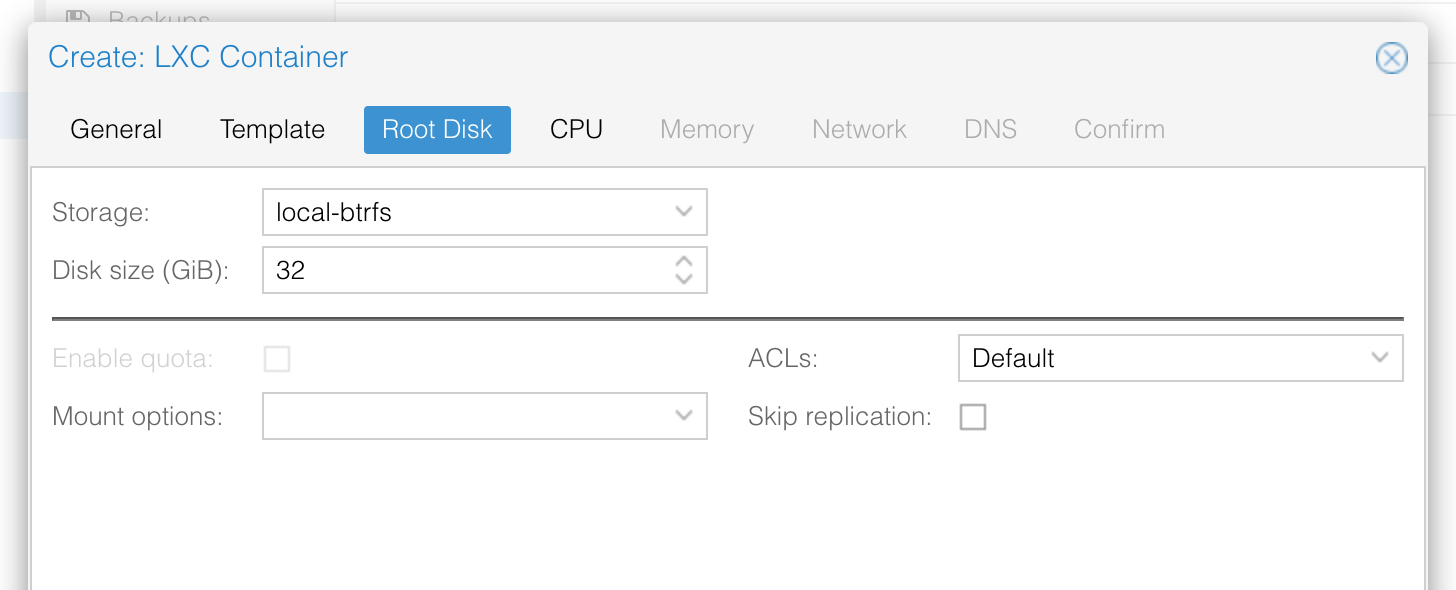 Backups
Create: LXC Container
General Template Root Disk CPU Memory Network DNS Confirm
Storage: local-btrfs
Disk size (GiB): 32
Enable quota: ACLs: Default
Mount options: Skip replication: